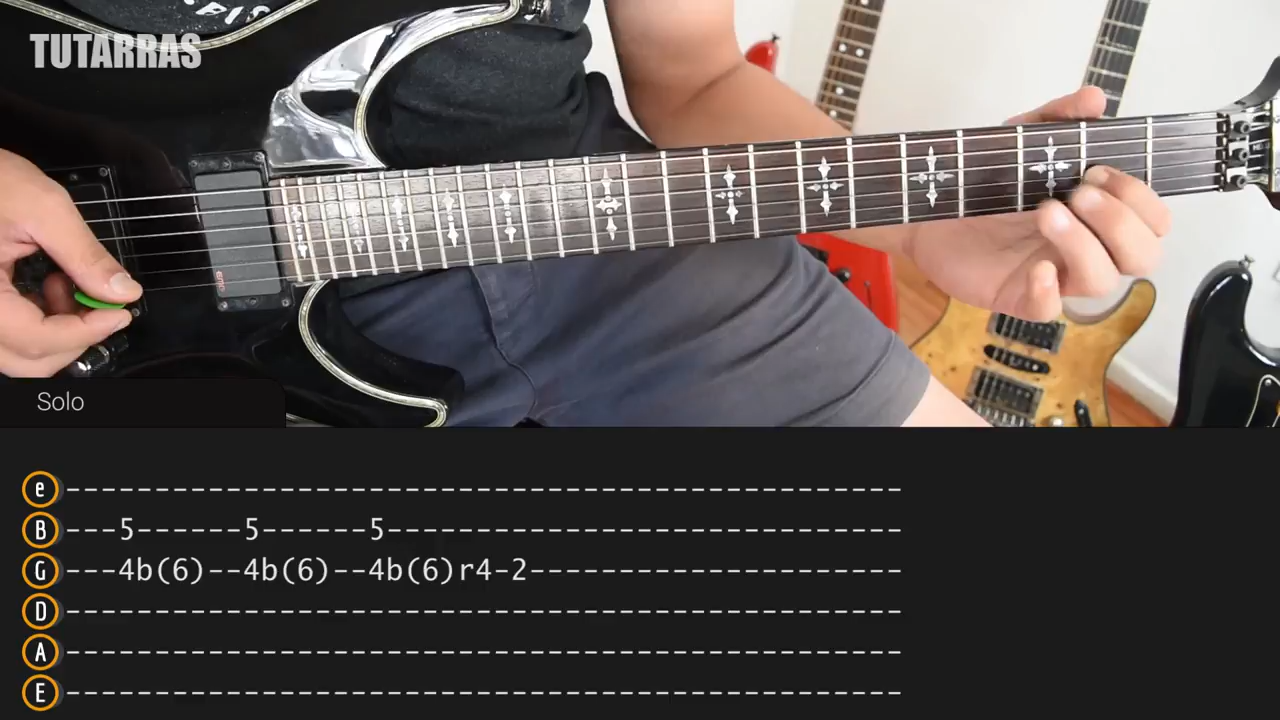 TUTARRAS
Solo
e------------------------------------------------
B---5------5------5------------------------------
G---4b(6)--4b(6)--4b(6)r4-2----------------------
D------------------------------------------------
A------------------------------------------------
E------------------------------------------------